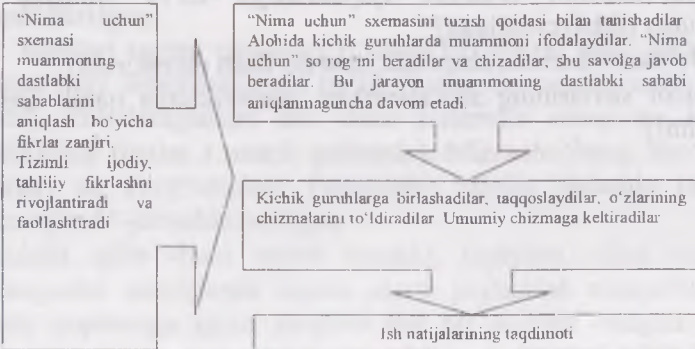 “Nima uchun”
sxemasi
muammoning
dastlabki
sabablarini
aniqlash bo‘yicha
fikrlar zanjiri.
Tizimli ijodiy,
tahliliy fikrlashni
rivojlantiradi va
faollashtiradi
“Nima uchun” sxemasini tuzish qoidasi bilan tanishadilar
Alohida kichik guruhlarda muammoni ifodalaydilar. “Nima
uchun” so‘rog‘ini beradilar va chizadilar, shu savolga javob
beradilar. Bu jarayon muammoning dastlabki sababi
aniqlanmaguncha davom etadi
Kichik guruhlarga birlashadilar, taqqoslaydilar, o‘zlarining
chizmalarini to‘ldiradilar Umumiy chizmaga keltiradilar
Ish natijalarining taqdimoti